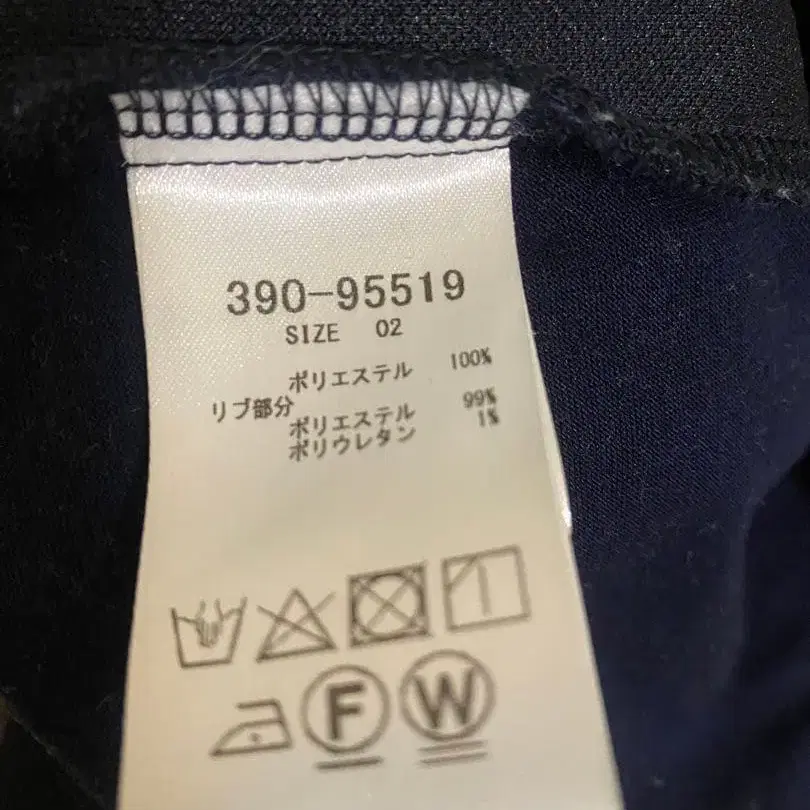 390-95519
SIZE 02
ポリエステル 100%
リブ部分
ポリエステル 99%
ポリウレタン 1%
F W